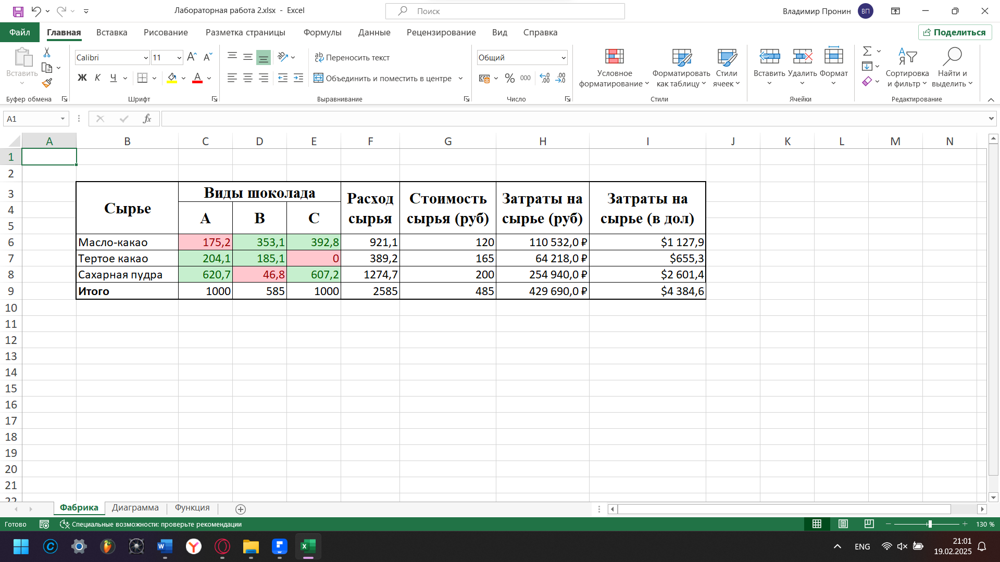 Лабораторная работа 2.xlsx - Excel
Поиск
Владимир Пронин ВП
Файл Главная Вставка Рисование Разметка страницы Формулы Данные Рецензирование Вид Справка Поделиться
Вставить
Calibri 11
Ж К Ч
Переносить текст
Объединить и поместить в центре
Общий
% 000
Условное форматирование
Форматировать как таблицу
Стили ячеек
Вставить Удалить Формат
Сортировка и фильтр
Найти и выделить
Буфер обмена Шрифт Выравнивание Число Стили Ячейки Редактирование
A1 fx
A B C D E F G H I J K L M N
1
2
3
4
5
Сырье
Виды шоколада
A B C
Расход сырья
Стоимость сырья (руб)
Затраты на сырье (руб)
Затраты на сырье (в дол)
6 Масло-какао 175,2 353,1 392,8 921,1 120 110 532,0 ₽ $1 127,9
7 Тертое какао 204,1 185,1 0 389,2 165 64 218,0 ₽ $655,3
8 Сахарная пудра 620,7 46,8 607,2 1274,7 200 254 940,0 ₽ $2 601,4
9 Итого 1000 585 1000 2585 485 429 690,0 ₽ $4 384,6
10
11
12
13
14
15
16
17
18
19
20
21
22
Фабрика Диаграмма Функция
Готово Специальные возможности: проверьте рекомендации 130 %
ENG 21:01
19.02.2025